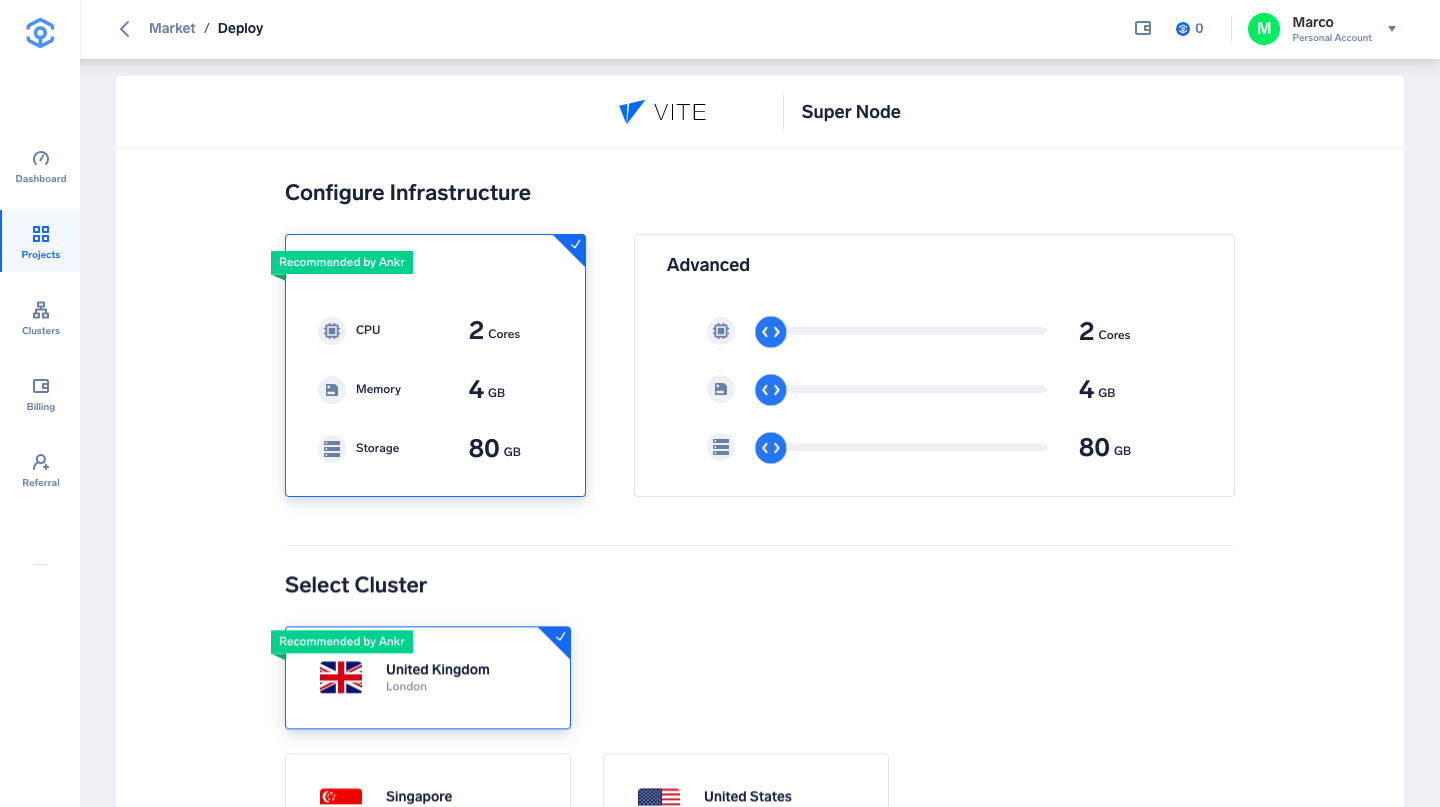 Market / Deploy
0
M
Marco
Personal Account
VITE
Super Node
Dashboard
Projects
Clusters
Billing
Referral
Configure Infrastructure
Recommended by Ankr
CPU 2 Cores
Memory 4 GB
Storage 80 GB
Advanced
2 Cores
4 GB
80 GB
Select Cluster
Recommended by Ankr
United Kingdom
London
Singapore
United States